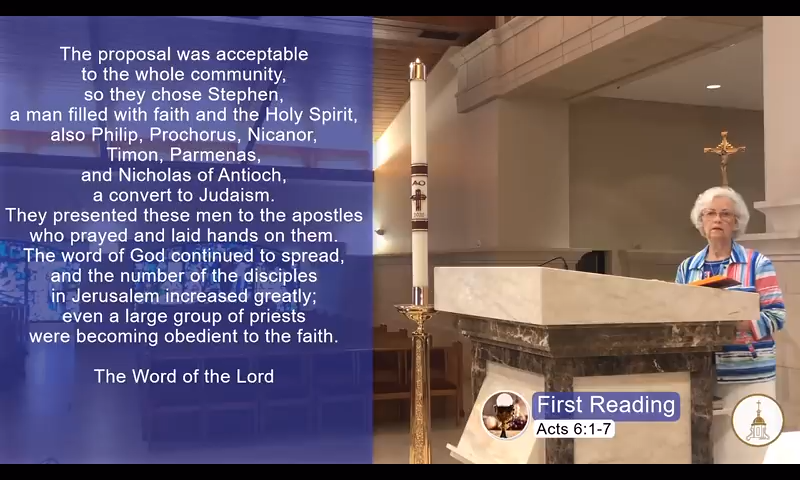 The proposal was acceptable
to the whole community,
so they chose Stephen,
a man filled with faith and the Holy Spirit,
also Philip, Prochorus, Nicanor,
Timon, Parmenas,
and Nicholas of Antioch,
a convert to Judaism.
They presented these men to the apostles
who prayed and laid hands on them.
The word of God continued to spread,
and the number of the disciples
in Jerusalem increased greatly;
even a large group of priests
were becoming obedient to the faith.
The Word of the Lord
First Reading
Acts 6:1-7